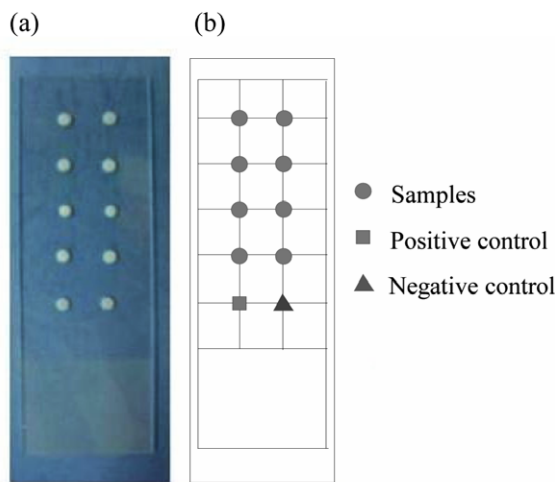 (a)
(b)
Samples
Positive control
Negative control